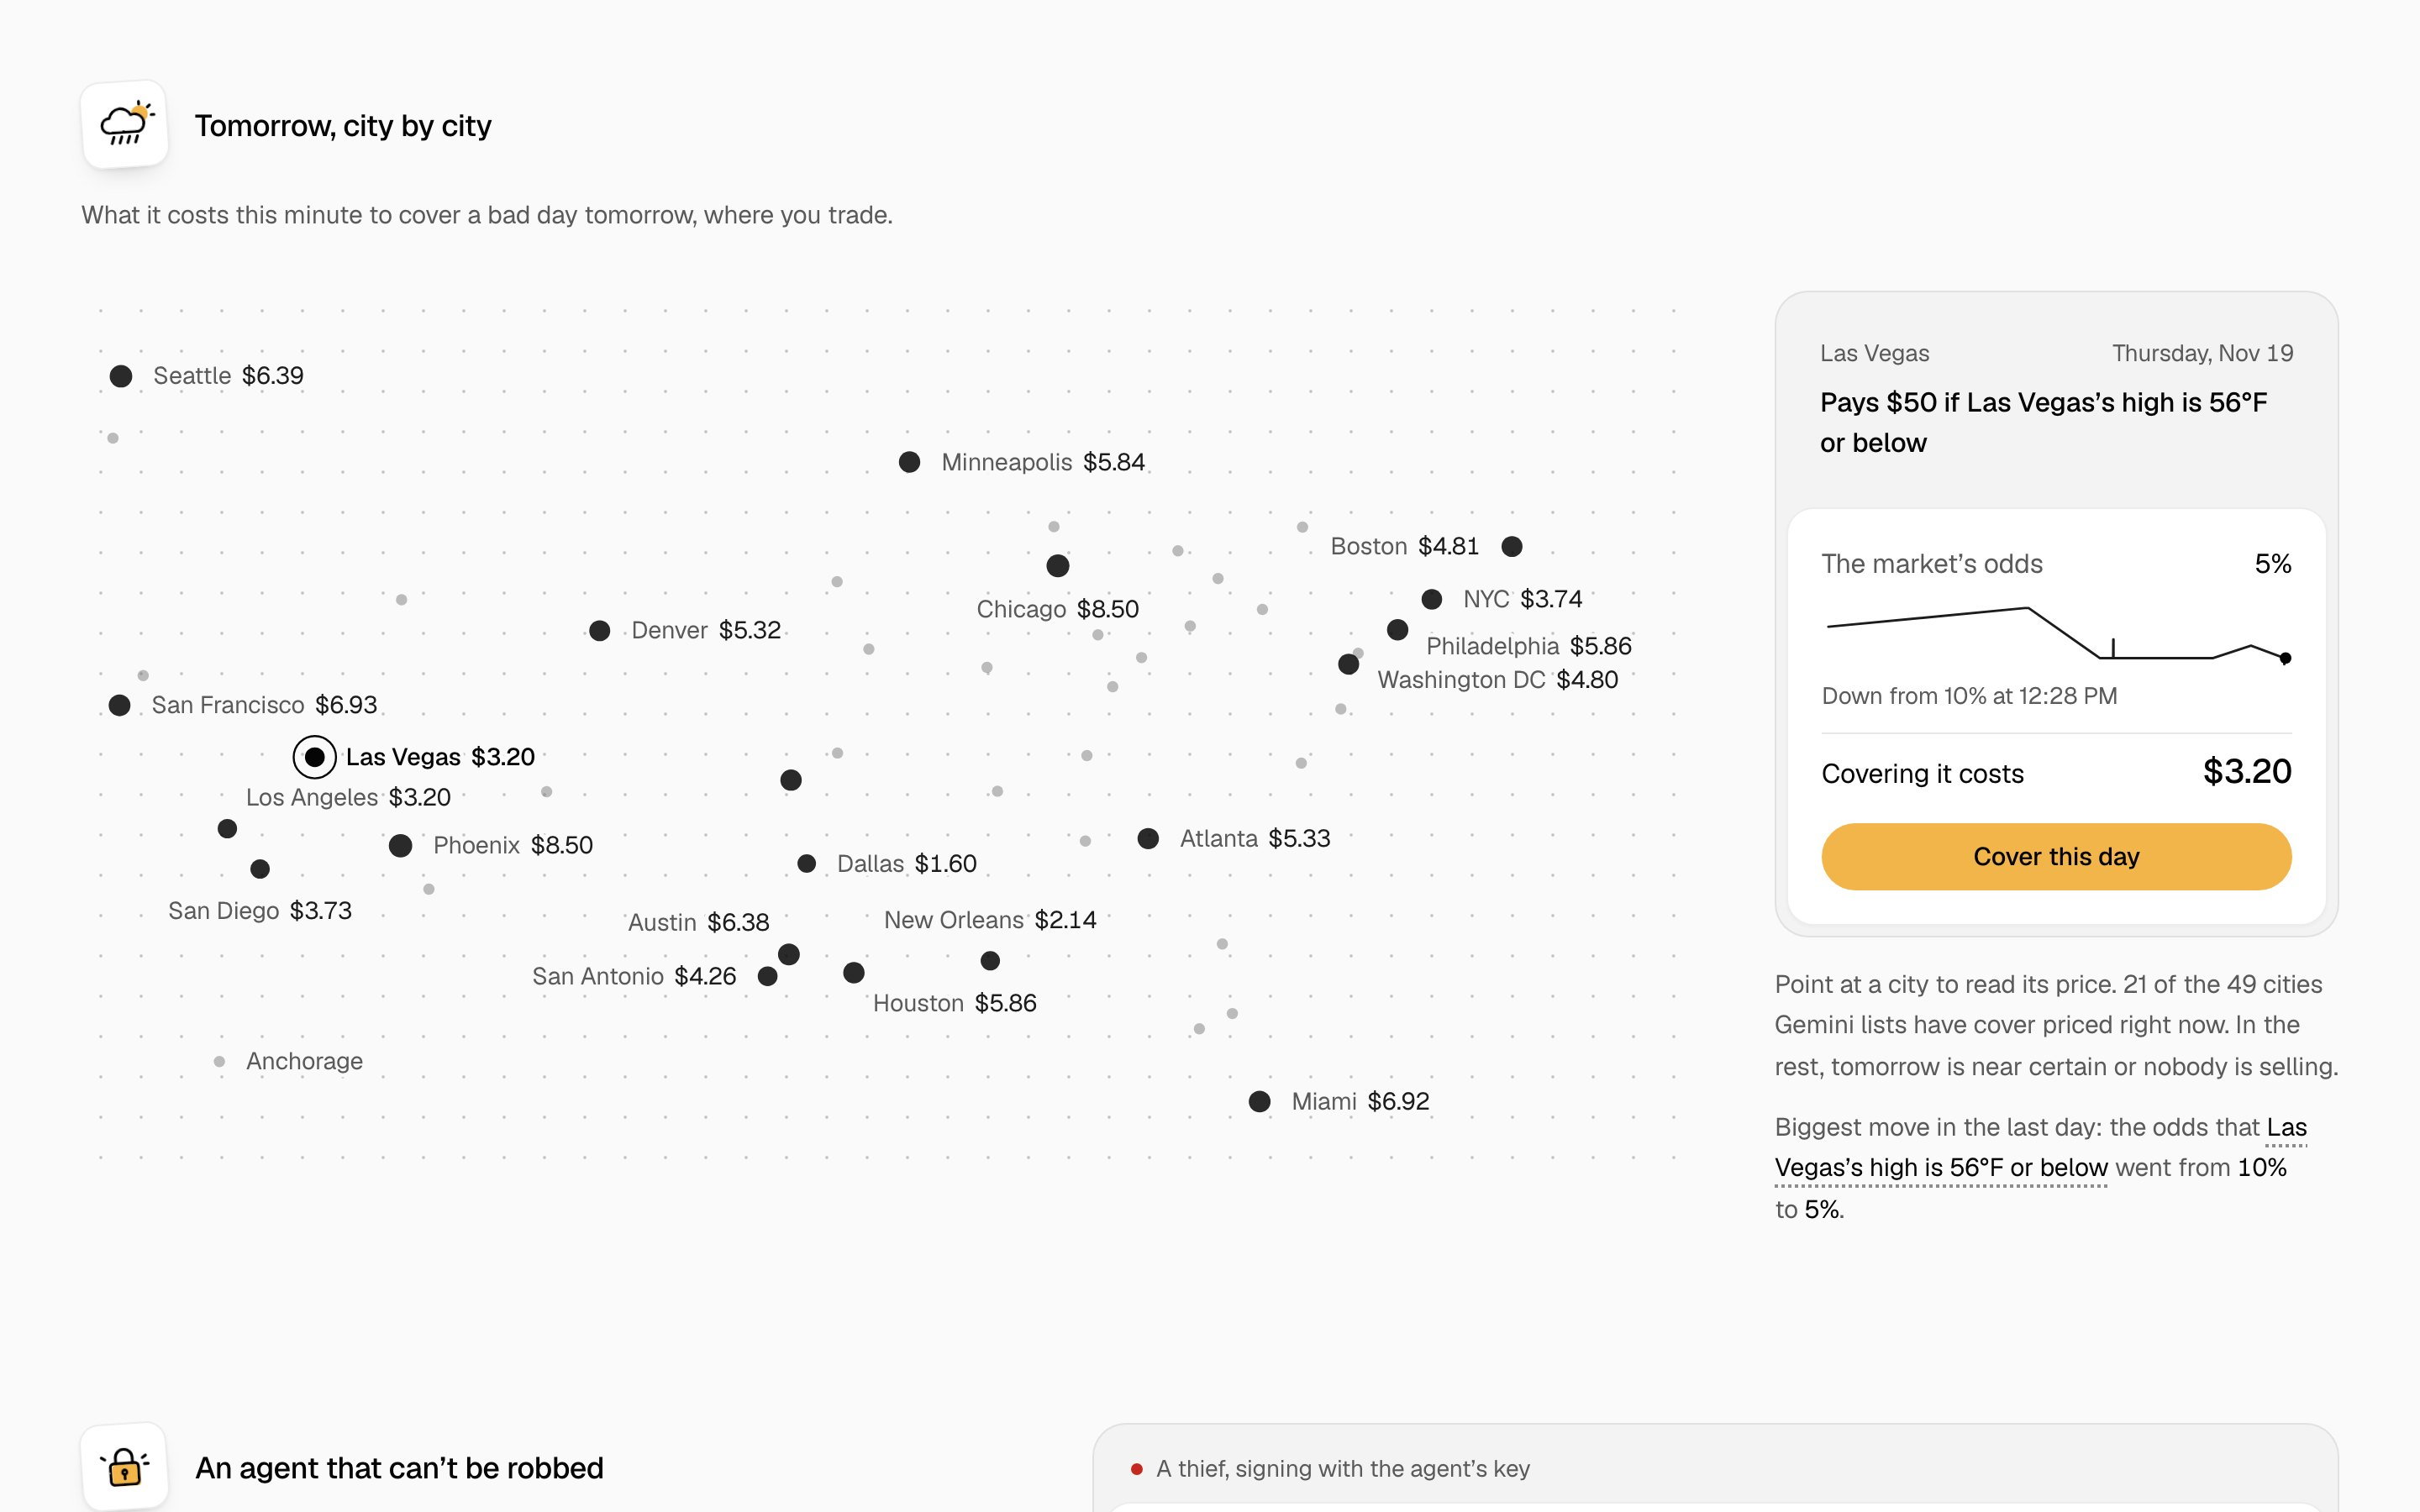 Tomorrow, city by city
What it costs this minute to cover a bad day tomorrow, where you trade.
Seattle $6.39
Minneapolis $5.84
Boston $4.81
NYC $3.74
Chicago $8.50
Denver $5.32
Philadelphia $5.86
Washington DC $4.80
San Francisco $6.93
Las Vegas $3.20
Los Angeles $3.20
Phoenix $8.50
Atlanta $5.33
Dallas $1.60
San Diego $3.73
Austin $6.38
New Orleans $2.14
San Antonio $4.26
Houston $5.86
Anchorage
Miami $6.92
Las Vegas Thursday, Nov 19
Pays $50 if Las Vegas’s high is 56°F
or below
The market’s odds 5%
Down from 10% at 12:28 PM
Covering it costs $3.20
Cover this day
Point at a city to read its price. 21 of the 49 cities
Gemini lists have cover priced right now. In the
rest, tomorrow is near certain or nobody is selling.
Biggest move in the last day: the odds that Las
Vegas’s high is 56°F or below went from 10%
to 5%.
An agent that can’t be robbed
A thief, signing with the agent’s key